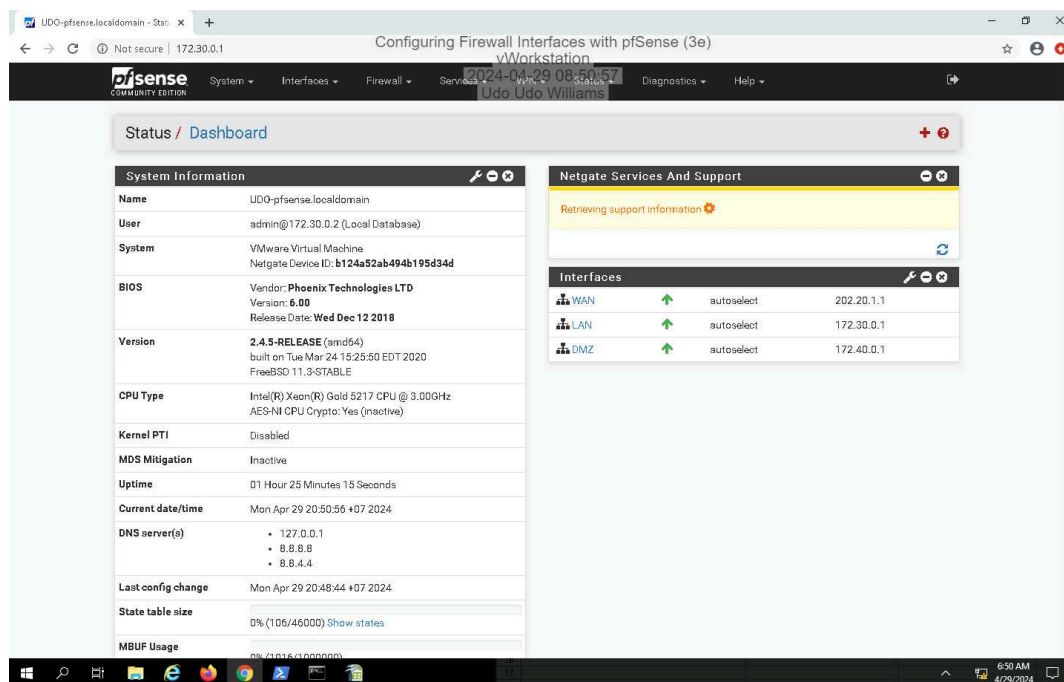 UDO-pfsense.localdomain - Stat
Not secure | 172.30.0.1
Configuring Firewall Interfaces with pfSense (3e)
vWorkstation
2024-04-29 08:50:57
Udo Udo Williams
pfsense
COMMUNITY EDITION
System
Interfaces
Firewall
Services
VPN
Status
Diagnostics
Help
Status / Dashboard
System Information
Name UDO-pfsense.localdomain
User admin@172.30.0.2 (Local Database)
System VMware Virtual Machine
Netgate Device ID: b124a52ab494b195d34d
BIOS Vendor: Phoenix Technologies LTD
Version: 6.00
Release Date: Wed Dec 12 2018
Version 2.4.5-RELEASE (amd64)
built on Tue Mar 24 15:25:50 EDT 2020
FreeBSD 11.3-STABLE
CPU Type Intel(R) Xeon(R) Gold 5217 CPU @ 3.00GHz
AES-NI CPU Crypto: Yes (inactive)
Kernel PTI Disabled
MDS Mitigation Inactive
Uptime 01 Hour 25 Minutes 15 Seconds
Current date/time Mon Apr 29 20:50:56 +07 2024
DNS server(s) 127.0.0.1
8.8.8.8
8.8.4.4
Last config change Mon Apr 29 20:48:44 +07 2024
State table size
0% (106/46000) Show states
MBUF Usage
0% (1016/1000000)
Netgate Services And Support
Retrieving support information
Interfaces
WAN autoselect 202.20.1.1
LAN autoselect 172.30.0.1
DMZ autoselect 172.40.0.1
17
6:50 AM
4/29/2024